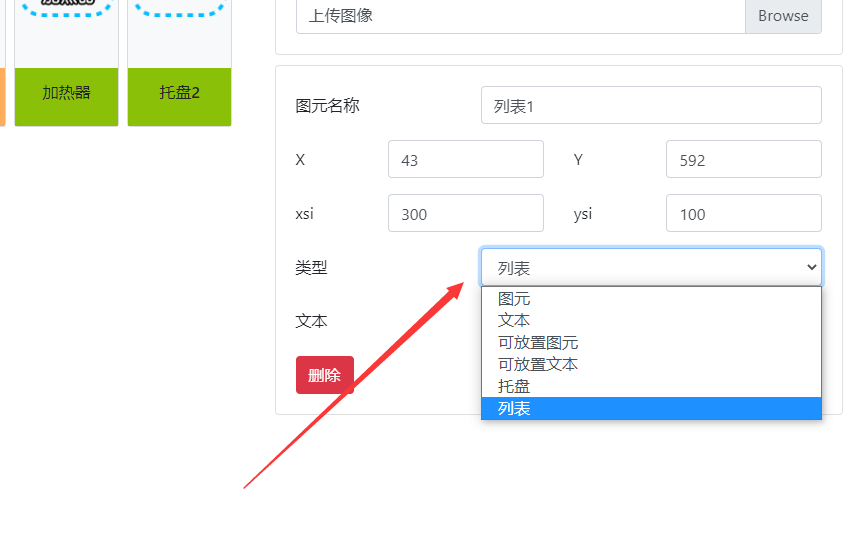 上传图像 Browse
加热器 托盘2
图元名称 列表1
X 43 Y 592
xsi 300 ysi 100
类型 列表
图元
文本
可放置图元
可放置文本
托盘
列表
文本
删除